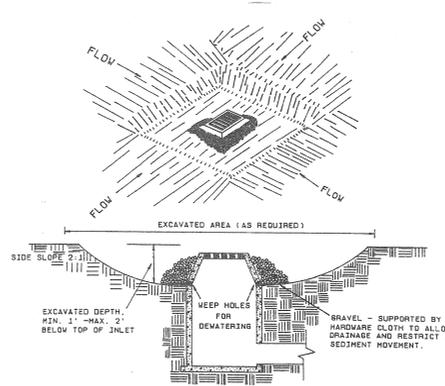 FLOW
FLOW
FLOW
FLOW
EXCAVATED AREA (AS REQUIRED)
SIDE SLOPE 2:1
EXCAVATED DEPTH,
MIN. 1' -MAX. 2'
BELOW TOP OF INLET
WEEP HOLES
FOR
DEWATERING
GRAVEL - SUPPORTED BY
HARDWARE CLOTH TO ALLO
DRAINAGE AND RESTRICT
SEDIMENT MOVEMENT.